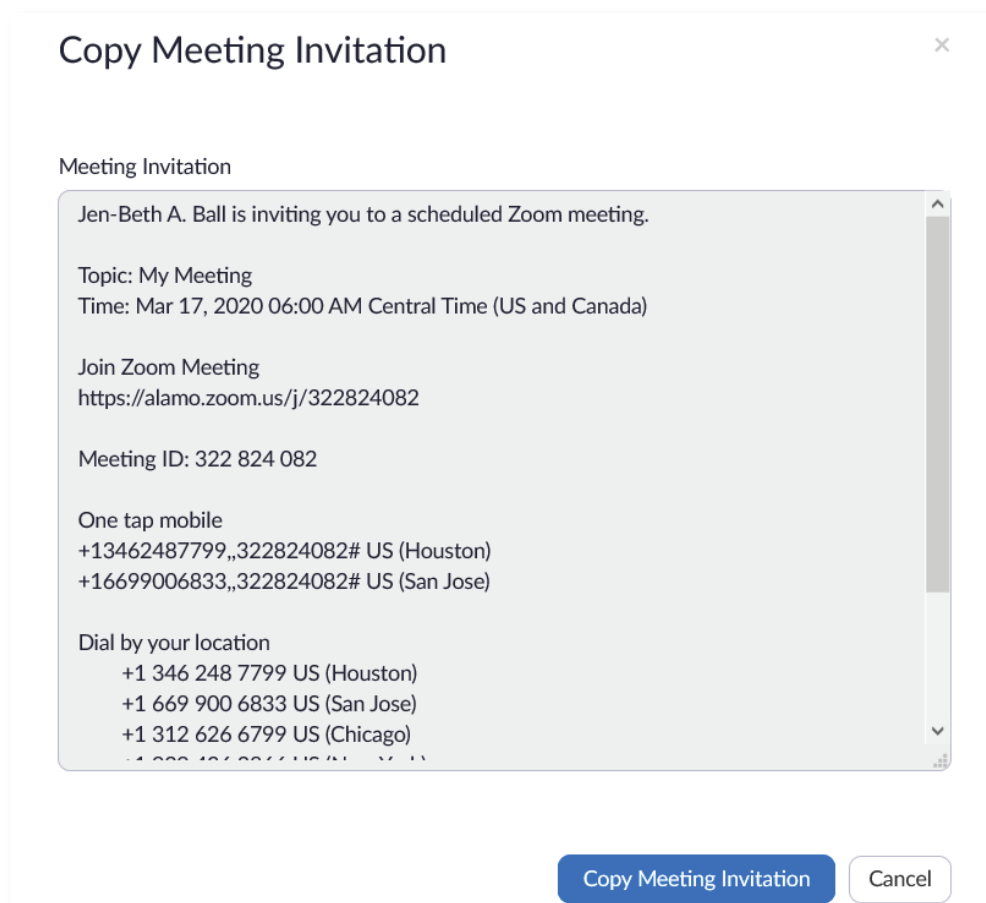 Copy Meeting Invitation
Meeting Invitation
Jen-Beth A. Ball is inviting you to a scheduled Zoom meeting.
Topic: My Meeting
Time: Mar 17, 2020 06:00 AM Central Time (US and Canada)
Join Zoom Meeting
https://alamo.zoom.us/j/322824082
Meeting ID: 322 824 082
One tap mobile
+13462487799,,322824082# US (Houston)
+16699006833,,322824082# US (San Jose)
Dial by your location
+1 346 248 7799 US (Houston)
+1 669 900 6833 US (San Jose)
+1 312 626 6799 US (Chicago)
Copy Meeting Invitation
Cancel